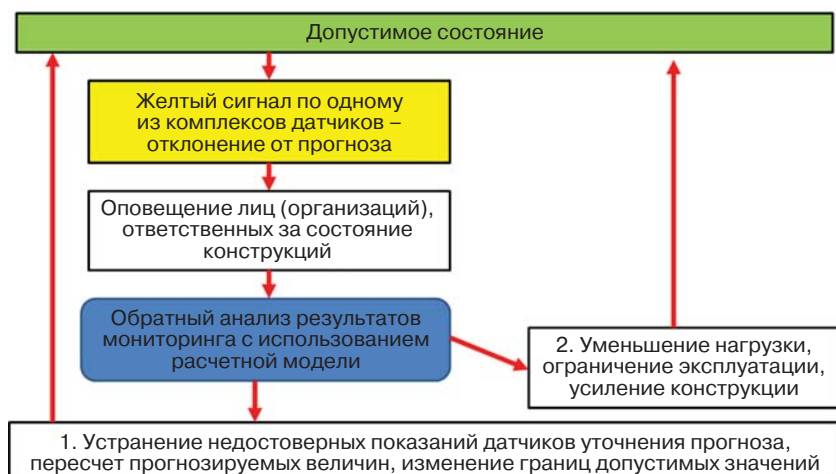 Допустимое состояние
Желтый сигнал по одному
из комплексов датчиков –
отклонение от прогноза
Оповещение лиц (организаций),
ответственных за состояние
конструкций
Обратный анализ результатов
мониторинга с использованием
расчетной модели
2. Уменьшение нагрузки,
ограничение эксплуатации,
усиление конструкции
1. Устранение недостоверных показаний датчиков уточнения прогноза,
пересчет прогнозируемых величин, изменение границ допустимых значений